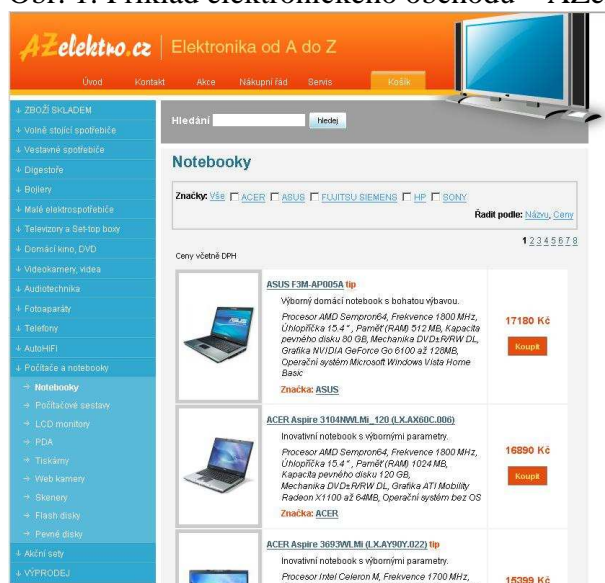 AZelektro.cz Elektronika od A do Z
Úvod Kontakt Akce Nákupní řád Servis Košík
ZBOŽÍ SKLADEM
Volně stojící spotřebiče
Vestavné spotřebiče
Digestoře
Bojlery
Malé elektrospotřebiče
Televizory a Set-top boxy
Domácí kino, DVD
Videokamery, videa
Audiotechnika
Fotoaparáty
Telefony
AutoHIFI
Počítače a notebooky
Notebooky
Počítačové sestavy
LCD monitory
PDA
Tiskárny
Web kamery
Skenery
Flash disky
Pevné disky
Akční sety
VÝPRODEJ
Hledání hledej
Notebooky
Značky: Vše ACER ASUS FUJITSU SIEMENS HP SONY
Řadit podle: Názvu, Ceny
1 2 3 4 5 6 7 8
Ceny včetně DPH
ASUS F3M-AP005A tip
Výborný domácí notebook s bohatou výbavou.
Procesor AMD Sempron64, Frekvence 1800 MHz,
Úhlopříčka 15.4 ", Paměť (RAM) 512 MB, Kapacita
pevného disku 80 GB, Mechanika DVD±R/RW DL,
Grafika NVIDIA GeForce Go 6100 až 128MB,
Operační systém Microsoft Windows Vista Home
Basic
Značka: ASUS
17180 Kč
Koupit
ACER Aspire 3104NWLMi_120 (LX.AX60C.006)
Inovativní notebook s výbornými parametry.
Procesor AMD Sempron64, Frekvence 1800 MHz,
Úhlopříčka 15.4 ", Paměť (RAM) 1024 MB,
Kapacita pevného disku 120 GB,
Mechanika DVD±R/RW DL, Grafika ATI Mobility
Radeon X1100 až 64MB, Operační systém bez OS
Značka: ACER
16890 Kč
Koupit
ACER Aspire 3693WLMi (LX.AY90Y.022) tip
Inovativní notebook s výbornými parametry.
Procesor Intel Celeron M, Frekvence 1700 MHz,
15399 Kč